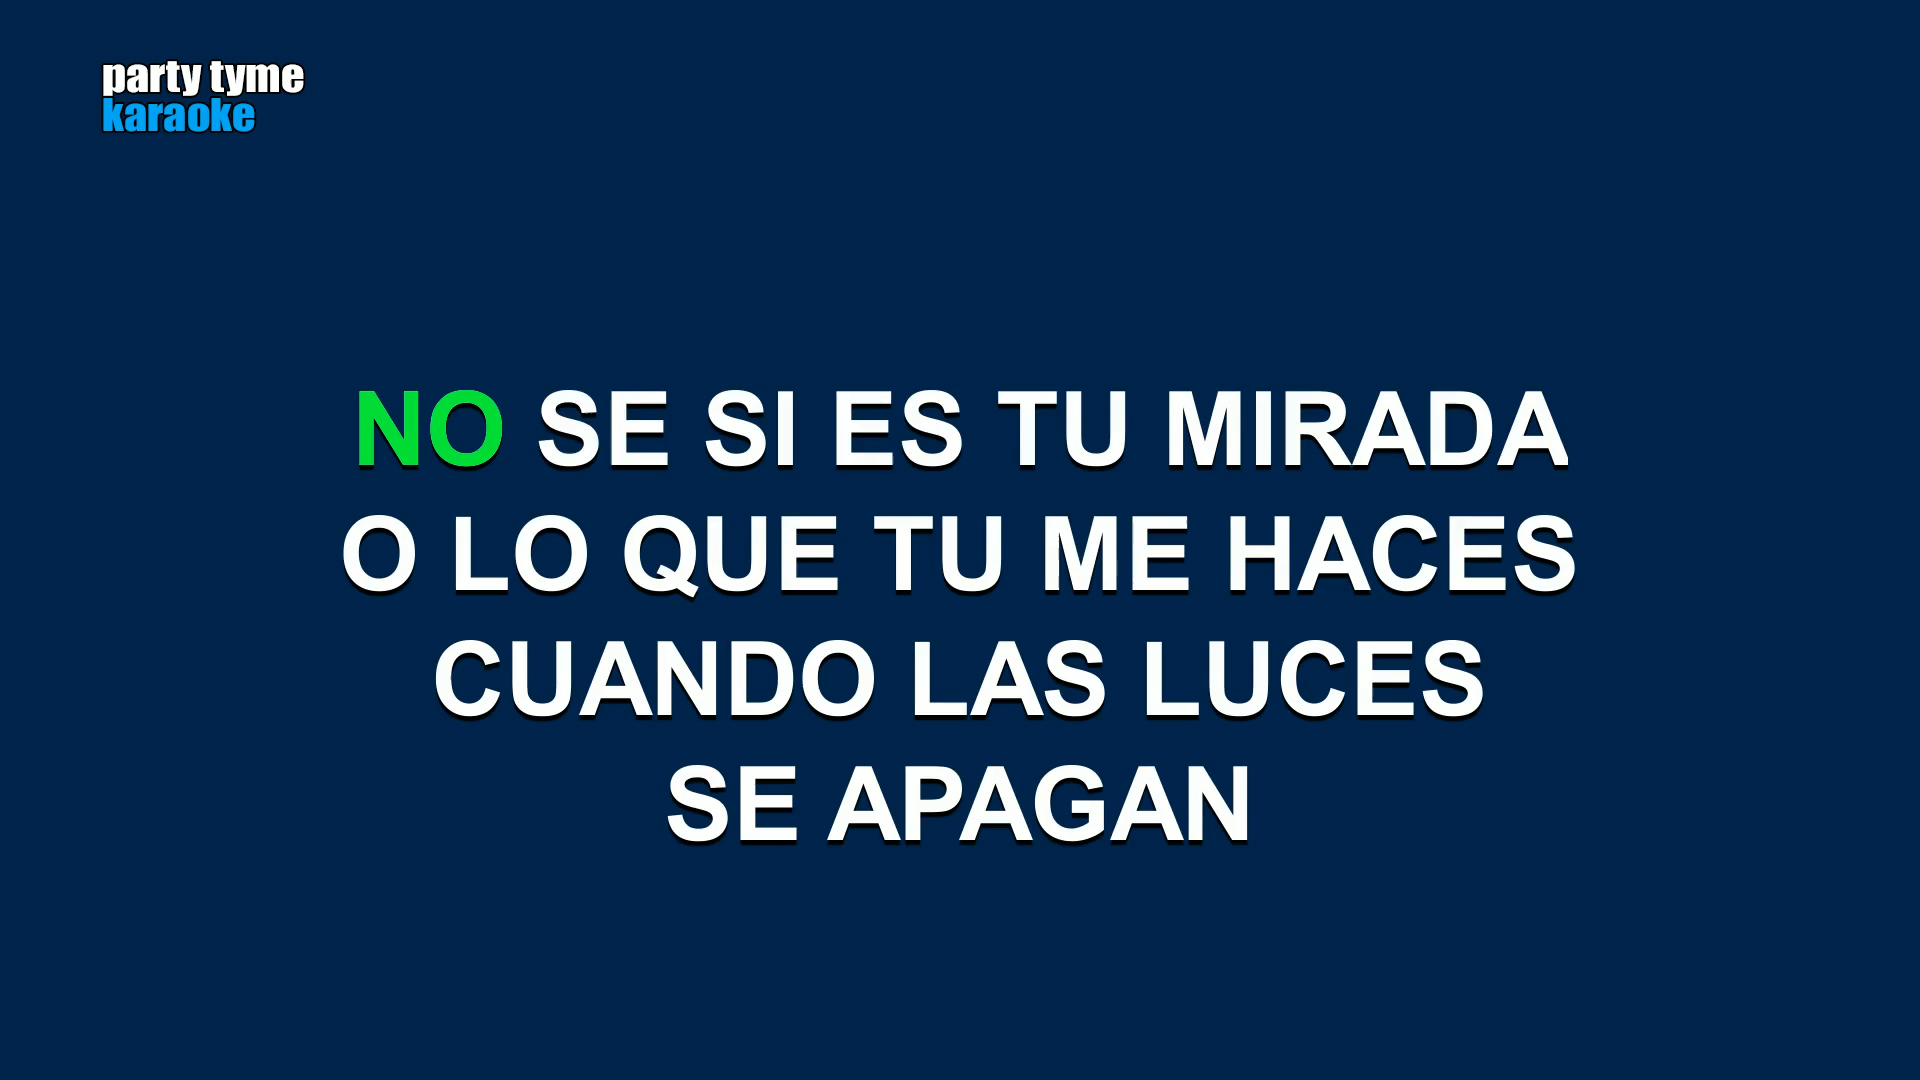 party tyme
karaoke
NO SE SI ES TU MIRADA
O LO QUE TU ME HACES
CUANDO LAS LUCES
SE APAGAN